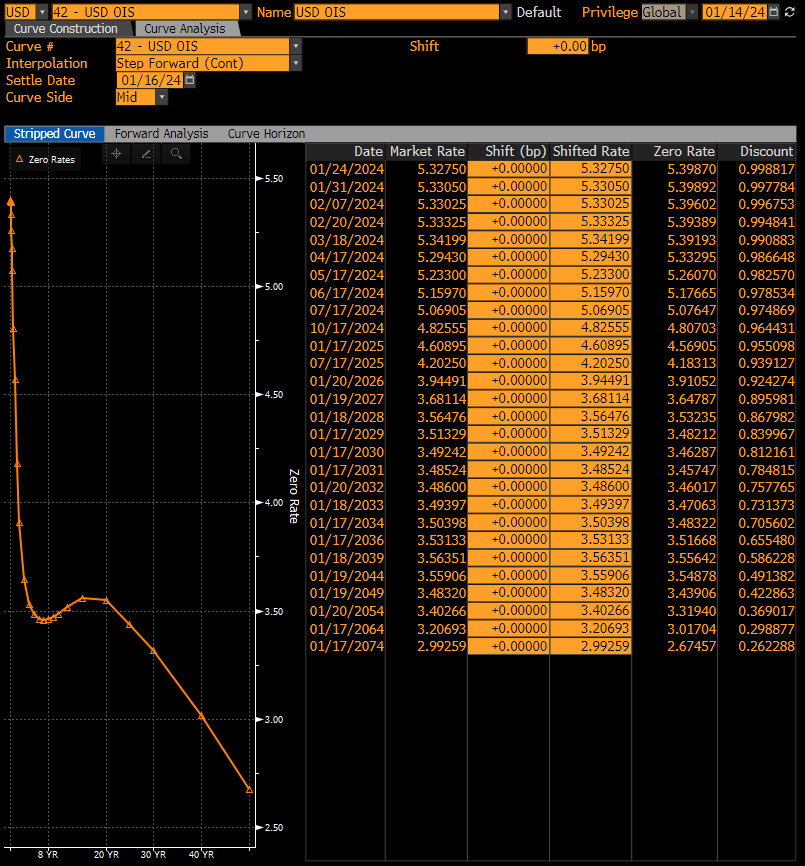 USD 42 - USD OIS Name USD OIS Default Privilege Global 01/14/24
Curve Construction Curve Analysis
Curve # 42 - USD OIS Shift +0.00 bp
Interpolation Step Forward (Cont)
Settle Date 01/16/24
Curve Side Mid
Stripped Curve Forward Analysis Curve Horizon
Zero Rates
5.50
5.00
4.50
4.00
3.50
3.00
2.50
Zero Rate
8 YR 20 YR 30 YR 40 YR
Date Market Rate Shift (bp) Shifted Rate Zero Rate Discount
01/24/2024 5.32750 +0.00000 5.32750 5.39870 0.998817
01/31/2024 5.33050 +0.00000 5.33050 5.39892 0.997784
02/07/2024 5.33025 +0.00000 5.33025 5.39602 0.996753
02/20/2024 5.33325 +0.00000 5.33325 5.39389 0.994841
03/18/2024 5.34199 +0.00000 5.34199 5.39193 0.990883
04/17/2024 5.29430 +0.00000 5.29430 5.33295 0.986648
05/17/2024 5.23300 +0.00000 5.23300 5.26070 0.982570
06/17/2024 5.15970 +0.00000 5.15970 5.17665 0.978534
07/17/2024 5.06905 +0.00000 5.06905 5.07647 0.974869
10/17/2024 4.82555 +0.00000 4.82555 4.80703 0.964431
01/17/2025 4.60895 +0.00000 4.60895 4.56905 0.955098
07/17/2025 4.20250 +0.00000 4.20250 4.18313 0.939127
01/20/2026 3.94491 +0.00000 3.94491 3.91052 0.924274
01/19/2027 3.68114 +0.00000 3.68114 3.64787 0.895981
01/18/2028 3.56476 +0.00000 3.56476 3.53235 0.867982
01/17/2029 3.51329 +0.00000 3.51329 3.48212 0.839967
01/17/2030 3.49242 +0.00000 3.49242 3.46287 0.812161
01/17/2031 3.48524 +0.00000 3.48524 3.45747 0.784815
01/20/2032 3.48600 +0.00000 3.48600 3.46017 0.757765
01/18/2033 3.49397 +0.00000 3.49397 3.47063 0.731373
01/17/2034 3.50398 +0.00000 3.50398 3.48322 0.705602
01/17/2036 3.53133 +0.00000 3.53133 3.51668 0.655480
01/18/2039 3.56351 +0.00000 3.56351 3.55642 0.586228
01/19/2044 3.55906 +0.00000 3.55906 3.54878 0.491382
01/19/2049 3.48320 +0.00000 3.48320 3.43906 0.422863
01/20/2054 3.40266 +0.00000 3.40266 3.31940 0.369017
01/17/2064 3.20693 +0.00000 3.20693 3.01704 0.298877
01/17/2074 2.99259 +0.00000 2.99259 2.67457 0.262288